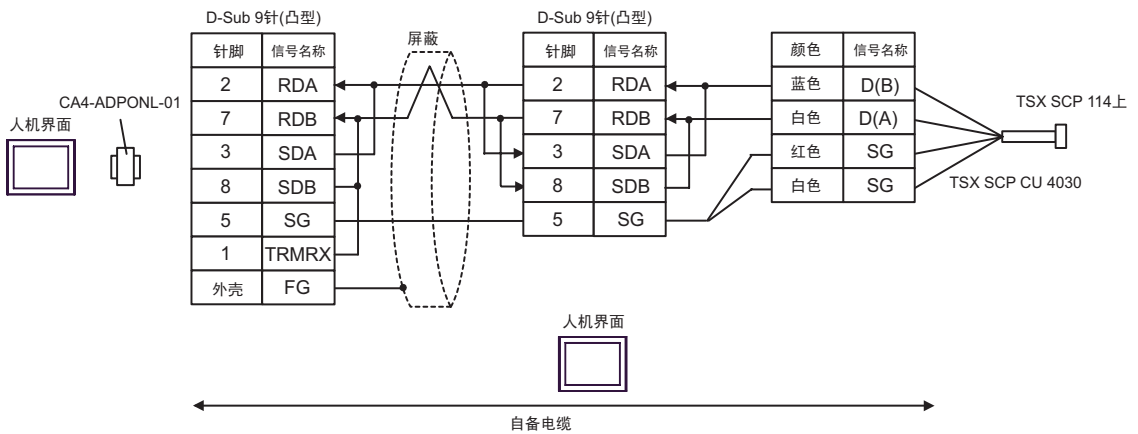 D-Sub 9针(凸型)
D-Sub 9针(凸型)
屏蔽
针脚 信号名称
2 RDA
7 RDB
3 SDA
8 SDB
5 SG
1 TRMRX
外壳 FG
针脚 信号名称
2 RDA
7 RDB
3 SDA
8 SDB
5 SG
颜色 信号名称
蓝色 D(B)
白色 D(A)
红色 SG
白色 SG
CA4-ADPONL-01
人机界面
TSX SCP 114上
TSX SCP CU 4030
人机界面
自备电缆